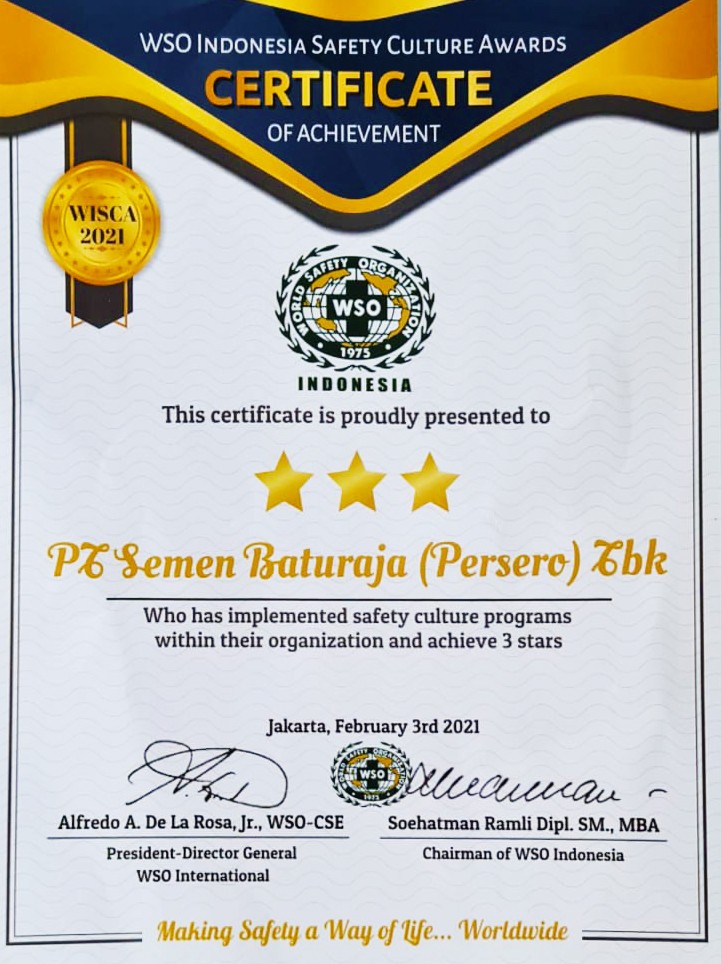 WSO INDONESIA SAFETY CULTURE AWARDS
CERTIFICATE
OF ACHIEVEMENT
WISCA
2021
WORLD SAFETY ORGANIZATION
WSO
1975
INDONESIA
This certificate is proudly presented to
PT Semen Baturaja (Persero) Tbk
Who has implemented safety culture programs
within their organization and achieve 3 stars
Jakarta, February 3rd 2021
WORLD SAFETY ORGANIZATION
WSO
1975
Alfredo A. De La Rosa, Jr., WSO-CSE
Soehatman Ramli Dipl. SM., MBA
President-Director General
Chairman of WSO Indonesia
WSO International
Making Safety a Way of Life... Worldwide